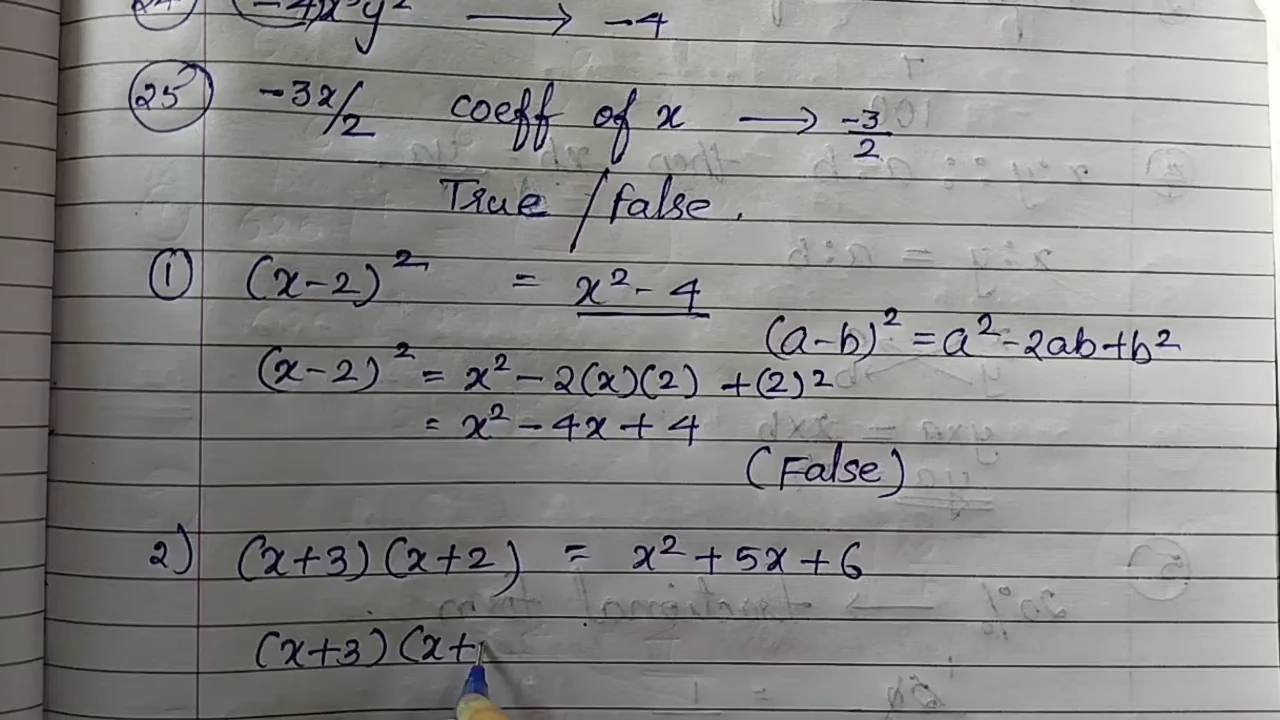 -4x³y² → -4
25 -3x/2 coeff of x → -3/2
True / false.
① (x-2)² = x² - 4
(a-b)² = a² - 2ab + b²
(x-2)² = x² - 2(x)(2) + (2)²
= x² - 4x + 4
(False)
2) (x+3)(x+2) = x² + 5x + 6
(x+3)(x+